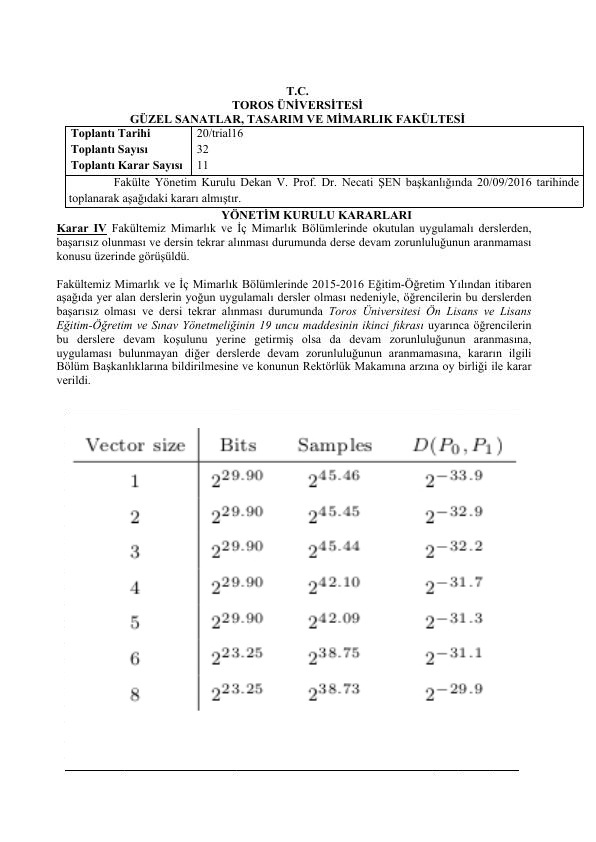 T.C.
TOROS ÜNİVERSİTESİ
GÜZEL SANATLAR, TASARIM VE MİMARLIK FAKÜLTESİ
Toplantı Tarihi 20/trial16
Toplantı Sayısı 32
Toplantı Karar Sayısı 11
Fakülte Yönetim Kurulu Dekan V. Prof. Dr. Necati ŞEN başkanlığında 20/09/2016 tarihinde
toplanarak aşağıdaki kararı almıştır.
YÖNETİM KURULU KARARLARI
Karar IV Fakültemiz Mimarlık ve İç Mimarlık Bölümlerinde okutulan uygulamalı derslerden,
başarısız olunması ve dersin tekrar alınması durumunda derse devam zorunluluğunun aranmaması
konusu üzerinde görüşüldü.
Fakültemiz Mimarlık ve İç Mimarlık Bölümlerinde 2015-2016 Eğitim-Öğretim Yılından itibaren
aşağıda yer alan derslerin yoğun uygulamalı dersler olması nedeniyle, öğrencilerin bu derslerden
başarısız olması ve dersi tekrar alınması durumunda Toros Üniversitesi Ön Lisans ve Lisans
Eğitim-Öğretim ve Sınav Yönetmeliğinin 19 uncu maddesinin ikinci fıkrası uyarınca öğrencilerin
bu derslere devam koşulunu yerine getirmiş olsa da devam zorunluluğunun aranmasına,
uygulaması bulunmayan diğer derslerde devam zorunluluğunun aranmamasına, kararın ilgili
Bölüm Başkanlıklarına bildirilmesine ve konunun Rektörlük Makamına arzına oy birliği ile karar
verildi.
Vector size Bits Samples D(P₀, P₁)
1 2^29.90 2^45.46 2^−33.9
2 2^29.90 2^45.45 2^−32.9
3 2^29.90 2^45.44 2^−32.2
4 2^29.90 2^42.10 2^−31.7
5 2^29.90 2^42.09 2^−31.3
6 2^23.25 2^38.75 2^−31.1
8 2^23.25 2^38.73 2^−29.9